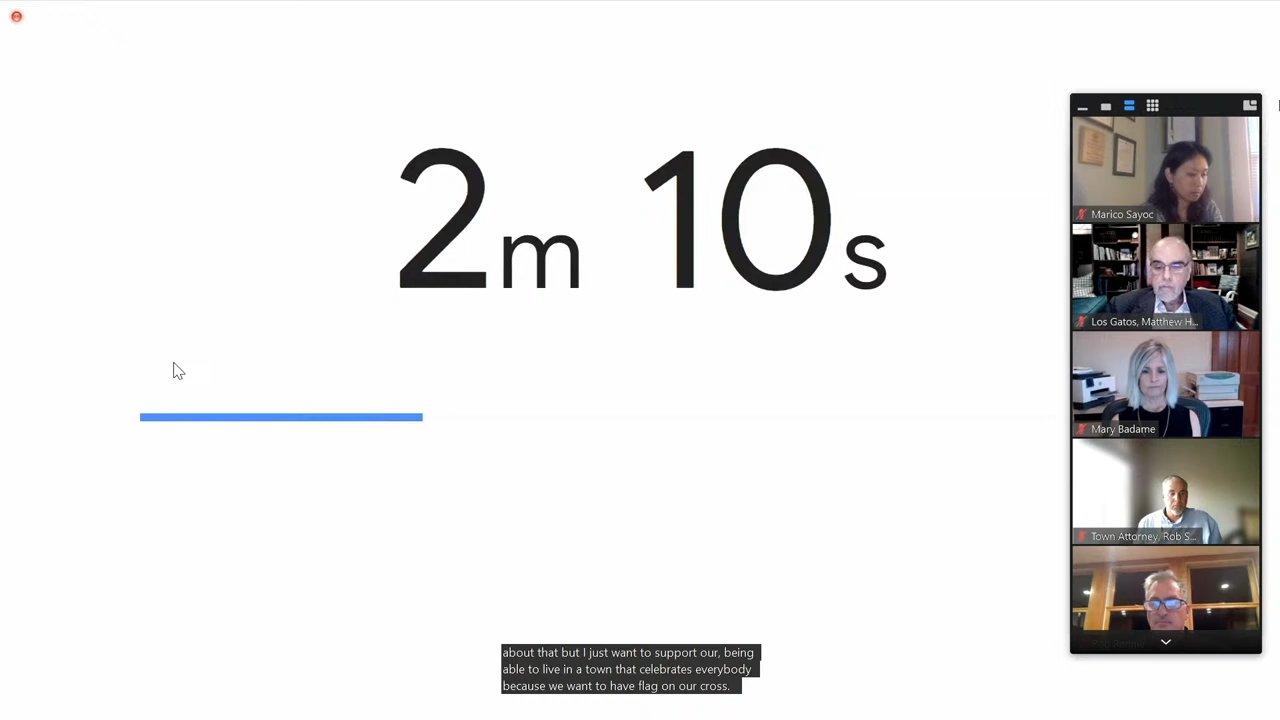 2m 10s
Marico Sayoc
Los Gatos, Matthew H...
Mary Badame
Town Attorney, Rob S...
about that but I just want to support our, being
able to live in a town that celebrates everybody
because we want to have flag on our cross.